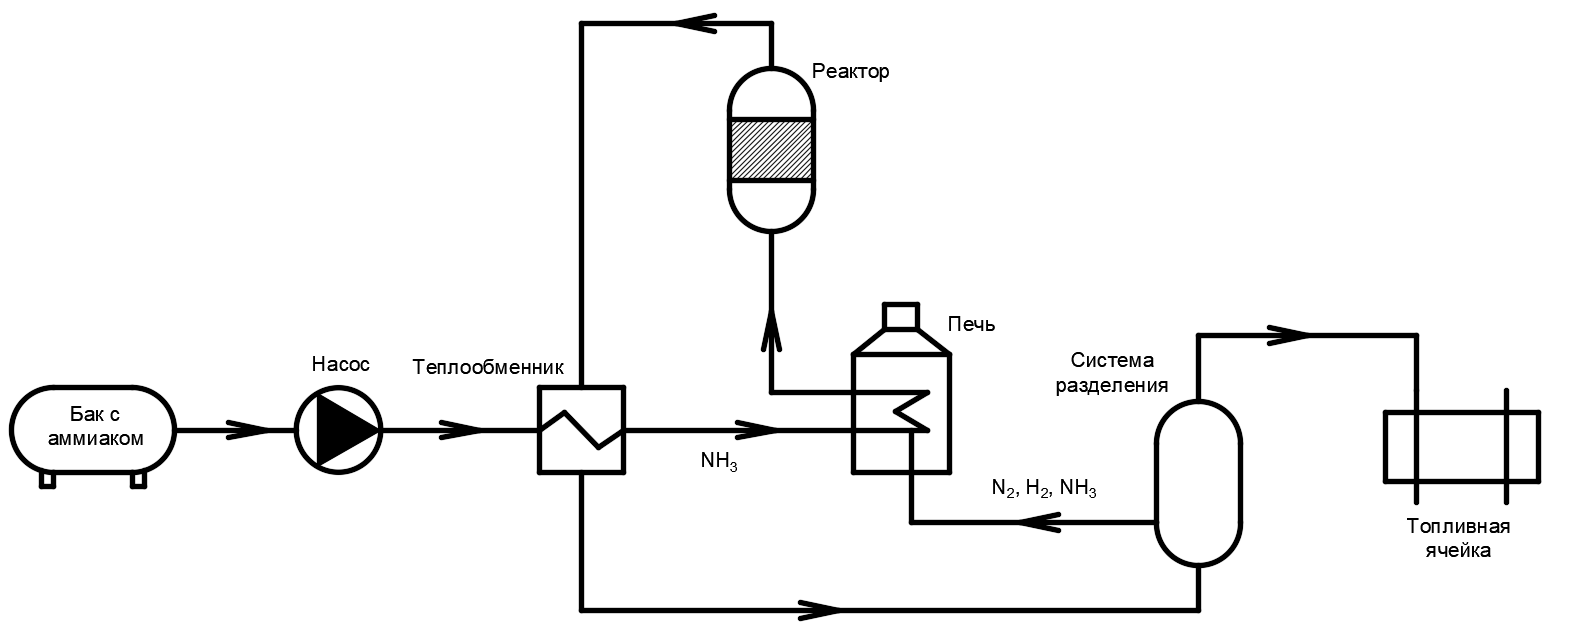 Реактор
Печь
Насос
Теплообменник
Система
разделения
Бак с
аммиаком
NH₃
N₂, H₂, NH₃
Топливная
ячейка